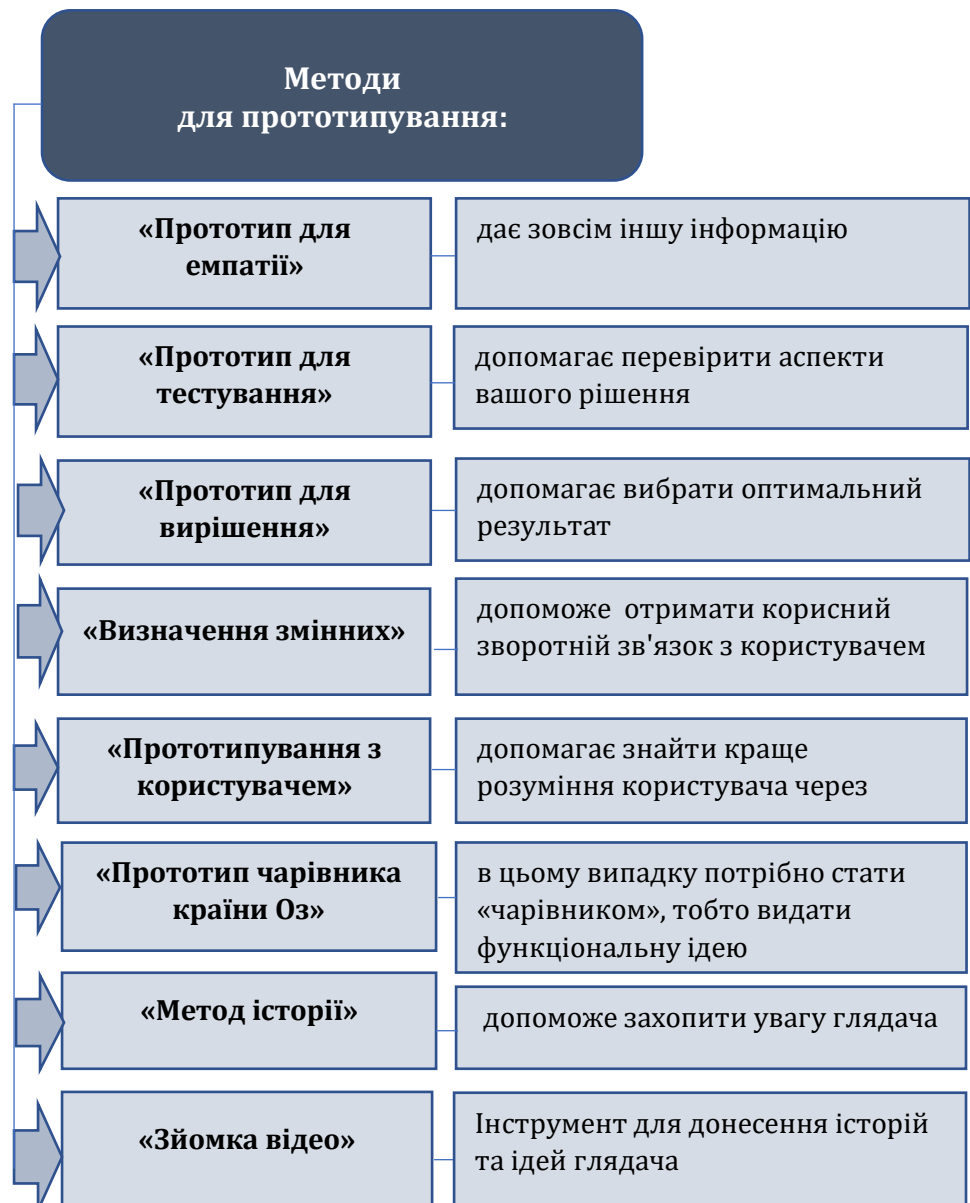 Методи
для прототипування:
«Прототип для
емпатії»
дає зовсім іншу інформацію
«Прототип для
тестування»
допомагає перевірити аспекти
вашого рішення
«Прототип для
вирішення»
допомагає вибрати оптимальний
результат
«Визначення змінних»
допоможе отримати корисний
зворотній зв'язок з користувачем
«Прототипування з
користувачем»
допомагає знайти краще
розуміння користувача через
«Прототип чарівника
країни Оз»
в цьому випадку потрібно стати
«чарівником», тобто видати
функціональну ідею
«Метод історії»
допоможе захопити увагу глядача
«Зйомка відео»
Інструмент для донесення історій
та ідей глядача